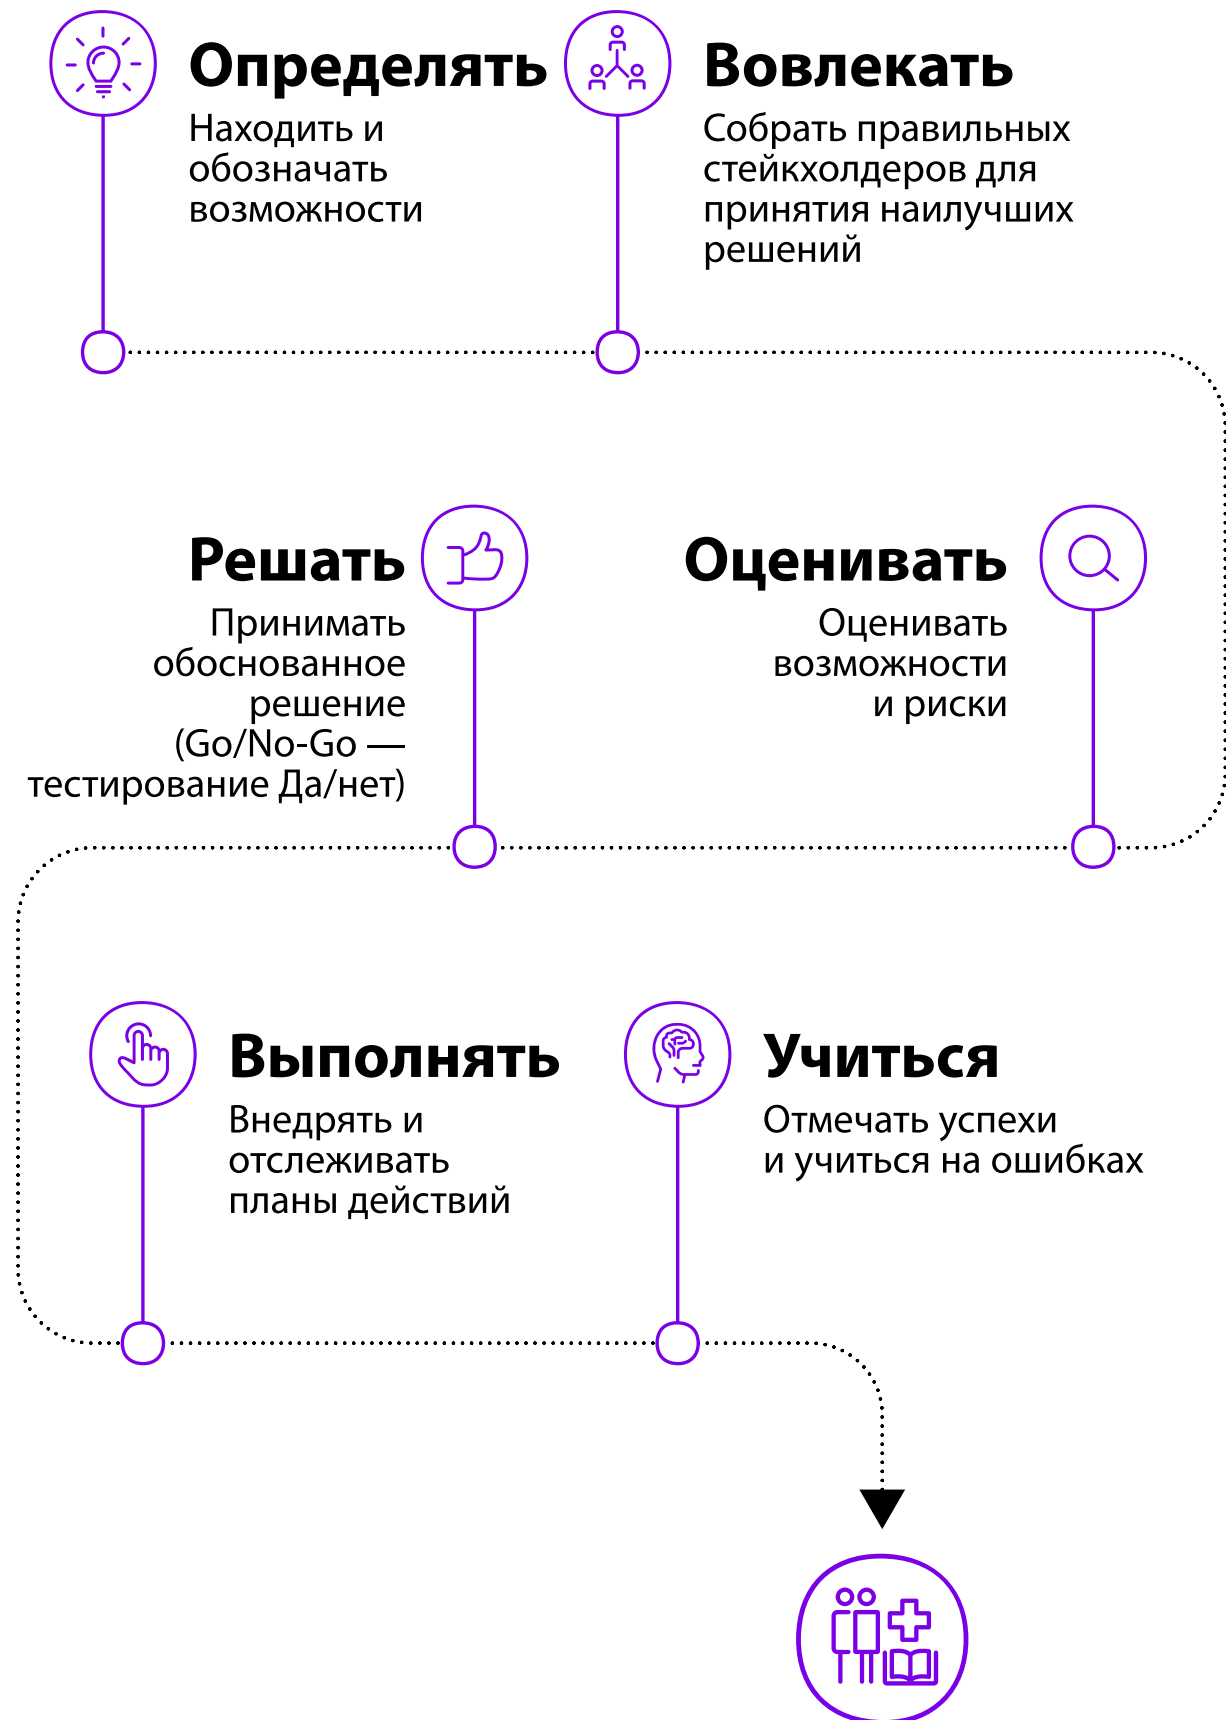 Определять
Находить и
обозначать
возможности
Вовлекать
Собрать правильных
стейкхолдеров для
принятия наилучших
решений
Решать
Принимать
обоснованное
решение
(Go/No-Go —
тестирование Да/нет)
Оценивать
Оценивать
возможности
и риски
Выполнять
Внедрять и
отслеживать
планы действий
Учиться
Отмечать успехи
и учиться на ошибках